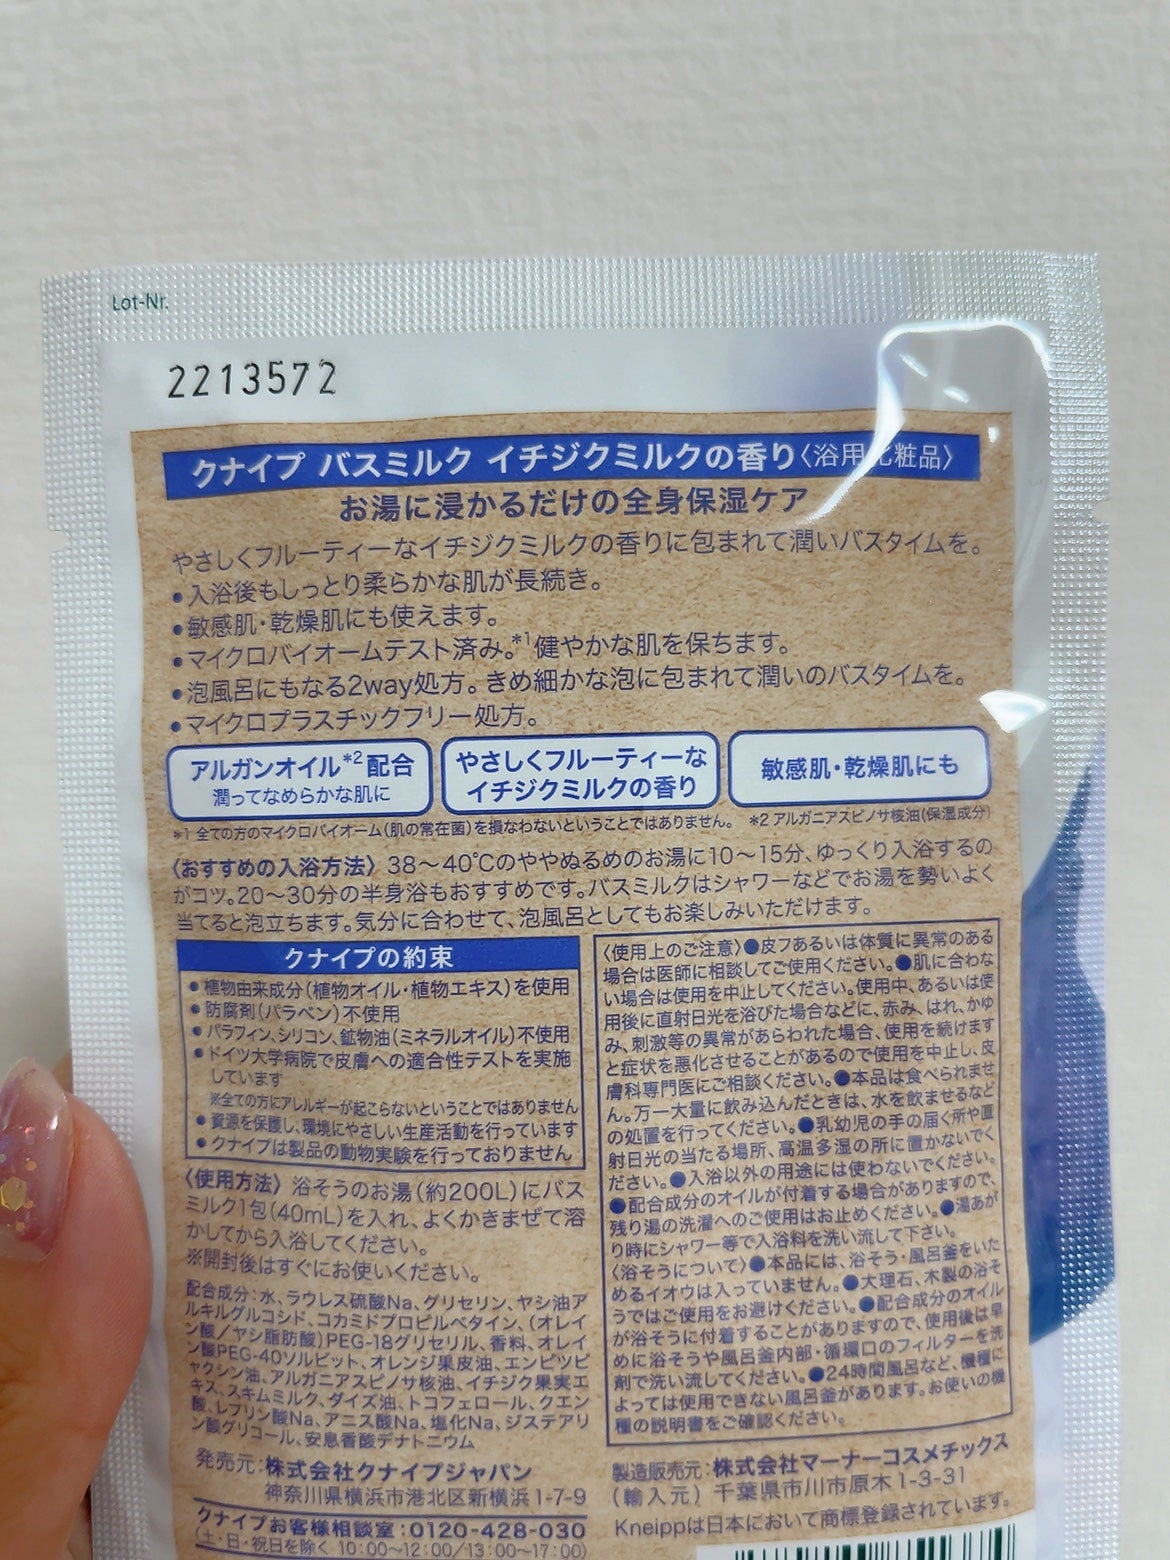 Lot-Nr.
2213572
クナイプ バスミルク イチジクミルクの香り〈浴用化粧品〉
お湯に浸かるだけの全身保湿ケア
やさしくフルーティーなイチジクミルクの香りに包まれて潤いバスタイムを。
●入浴後もしっとり柔らかな肌が長続き。
●敏感肌・乾燥肌にも使えます。
●マイクロバイオームテスト済み。*1健やかな肌を保ちます。
●泡風呂にもなる2way処方。きめ細かな泡に包まれて潤いのバスタイムを。
●マイクロプラスチックフリー処方。
アルガンオイル*2配合
潤ってなめらかな肌に
やさしくフルーティーな
イチジクミルクの香り
敏感肌・乾燥肌にも
*1 全ての方のマイクロバイオーム(肌の常在菌)を損なわないということではありません。 *2 アルガニアスピノサ核油(保湿成分)
〈おすすめの入浴方法〉38～40℃のややぬるめのお湯に10～15分、ゆっくり入浴するの
がコツ。20～30分の半身浴もおすすめです。バスミルクはシャワーなどでお湯を勢いよく
当てると泡立ちます。気分に合わせて、泡風呂としてもお楽しみいただけます。
クナイプの約束
●植物由来成分(植物オイル・植物エキス)を使用
●防腐剤(パラベン)不使用
●パラフィン、シリコン、鉱物油(ミネラルオイル)不使用
●ドイツ大学病院で皮膚への適合性テストを実施
しています
※全ての方にアレルギーが起こらないということではありません
●資源を保護し、環境にやさしい生産活動を行っています
●クナイプは製品の動物実験を行っておりません
〈使用方法〉浴そうのお湯(約200L)にバス
ミルク1包(40mL)を入れ、よくかきまぜて溶
かしてから入浴してください。
※開封後はすぐにお使いください。
配合成分:水、ラウレス硫酸Na、グリセリン、ヤシ油ア
ルキルグルコシド、コカミドプロピルベタイン、(オレイ
ン酸/ヤシ脂肪酸)PEG-18グリセリル、香料、オレイ
ン酸PEG-40ソルビット、オレンジ果皮油、エンピツビ
ャクシン油、アルガニアスピノサ核油、イチジク果実エ
キス、スキムミルク、ダイズ油、トコフェロール、クエン
酸、レブリン酸Na、アニス酸Na、塩化Na、ジステアリ
ン酸グリコール、安息香酸デナトニウム
発売元:株式会社クナイプジャパン
神奈川県横浜市港北区新横浜1-7-9
クナイプお客様相談室:0120-428-030
(土・日・祝日を除く 10:00～12:00/13:00～17:00)
〈使用上のご注意〉●皮フあるいは体質に異常のある
場合は医師に相談してご使用ください。●肌に合わな
い場合は使用を中止してください。使用中、あるいは使
用後に直射日光を浴びた場合などに、赤み、はれ、かゆ
み、刺激等の異常があらわれた場合、使用を続けます
と症状を悪化させることがあるので使用を中止し、皮
膚科専門医にご相談ください。●本品は食べられませ
ん。万一大量に飲み込んだときは、水を飲ませるなど
の処置を行ってください。●乳幼児の手の届く所や直
射日光の当たる場所、高温多湿の所に置かないでく
ださい。●入浴以外の用途には使わないでください。
●配合成分のオイルが付着する場合がありますので、
残り湯の洗濯へのご使用はお止めください。●湯あが
り時にシャワー等で入浴料を洗い流して下さい。
〈浴そうについて〉●本品には、浴そう・風呂釜をいた
めるイオウは入っていません。●大理石、木製の浴そ
うではご使用をお避けください。●配合成分のオイル
が浴そうに付着することがありますので、使用後は早
めに浴そうや風呂釜内部・循環口のフィルターを洗
剤で洗い流してください。●24時間風呂など、機種に
よっては使用できない風呂釜があります。お使いの機
種の説明書をご確認ください。
製造販売元:株式会社マーナーコスメチックス
(輸入元) 千葉県市川市原木1-3-31
Kneippは日本において商標登録されています。